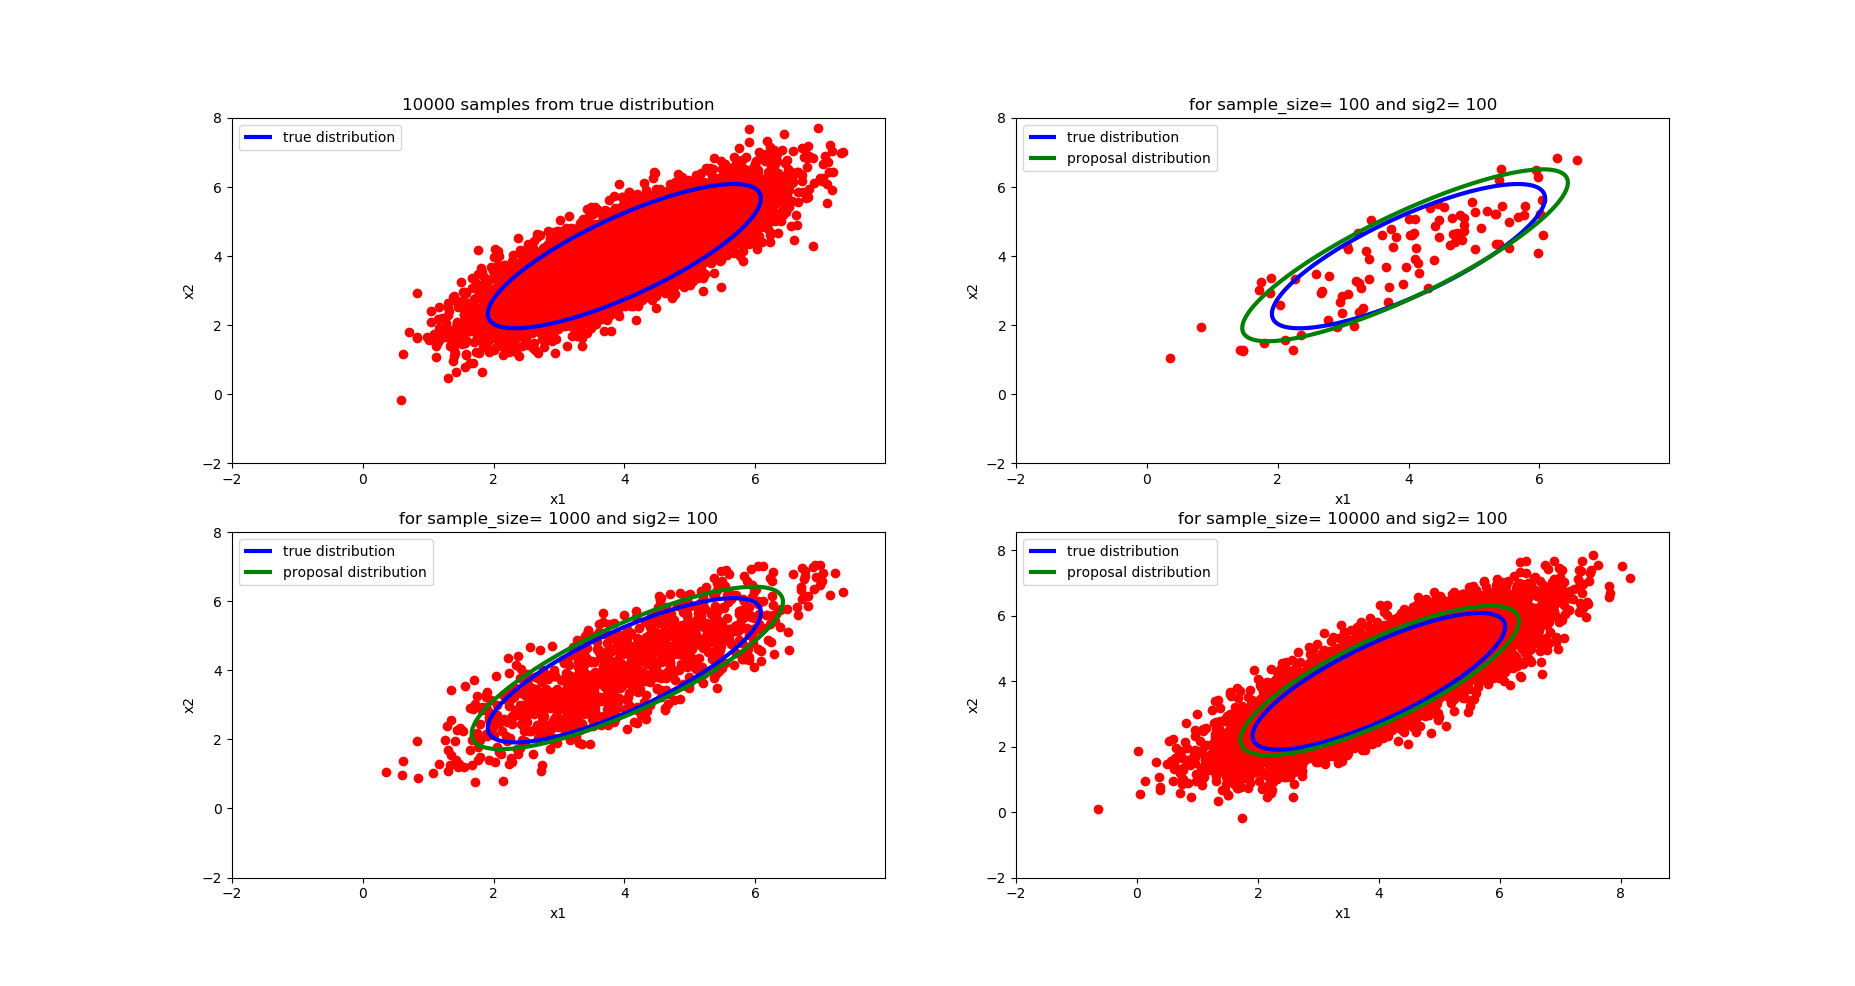 10000 samples from true distribution
true distribution
8
6
4
2
0
−2
x2
−2
0
2
4
6
x1
for sample_size= 100 and sig2= 100
true distribution
proposal distribution
8
6
4
2
0
−2
x2
−2
0
2
4
6
x1
for sample_size= 1000 and sig2= 100
true distribution
proposal distribution
8
6
4
2
0
−2
x2
−2
0
2
4
6
x1
for sample_size= 10000 and sig2= 100
true distribution
proposal distribution
8
6
4
2
0
−2
x2
−2
0
2
4
6
8
x1